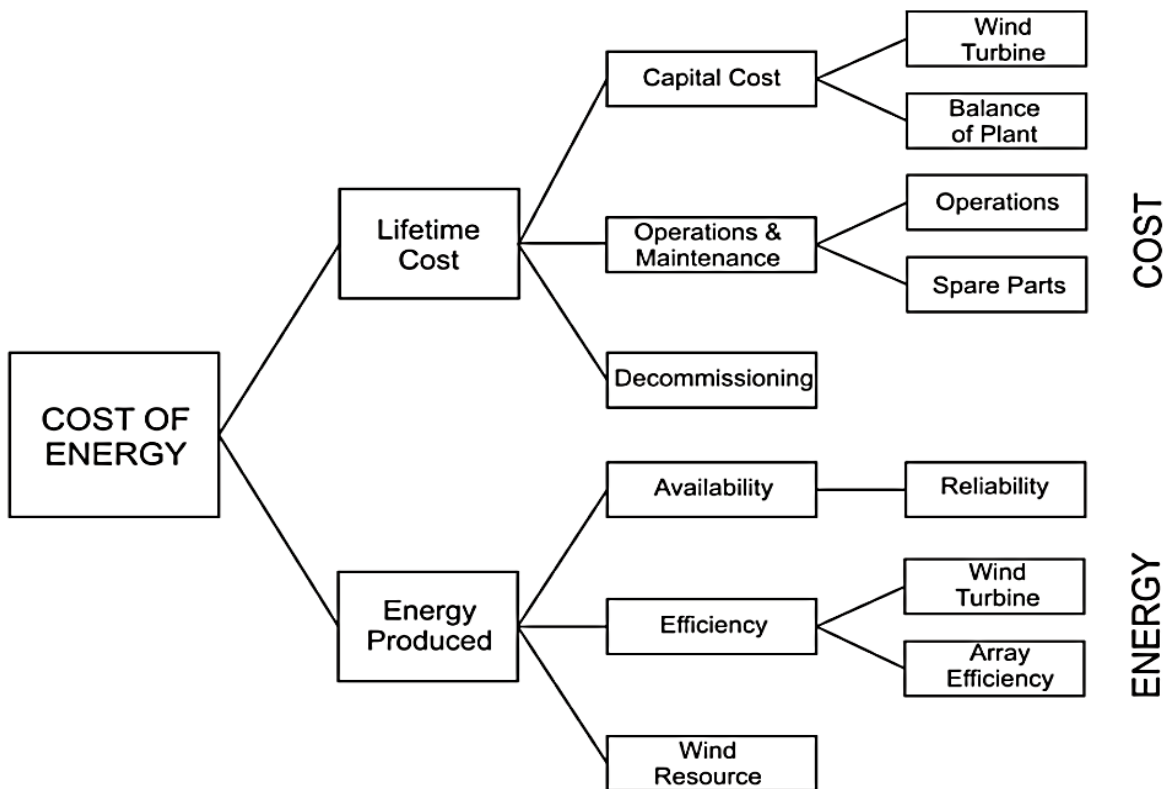 COST OF
ENERGY
Lifetime
Cost
Energy
Produced
Capital Cost
Operations &
Maintenance
Decommissioning
Availability
Efficiency
Wind
Resource
Wind
Turbine
Balance
of Plant
Operations
Spare Parts
Reliability
Wind
Turbine
Array
Efficiency
COST
ENERGY